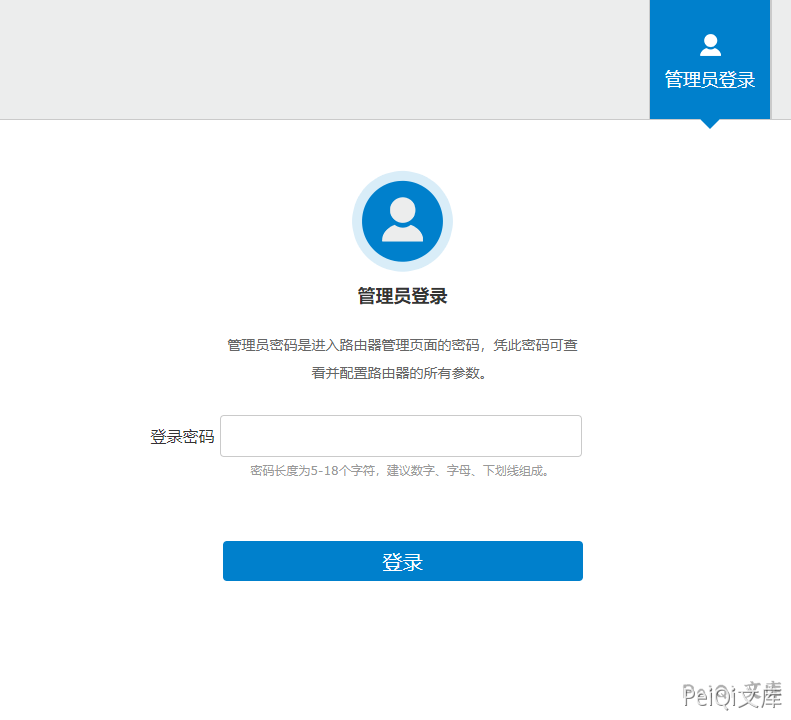 管理员登录
管理员登录
管理员密码是进入路由器管理页面的密码，凭此密码可查
看并配置路由器的所有参数。
登录密码
密码长度为5-18个字符，建议数字、字母、下划线组成。
登录
PeiQi 文库
PeiQi文库